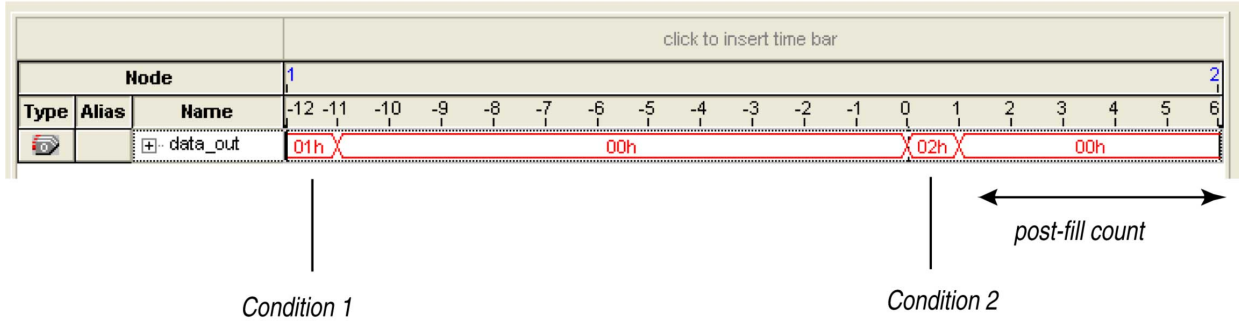 click to insert time bar
Node 1 2
Type Alias Name -12 -11 -10 -9 -8 -7 -6 -5 -4 -3 -2 -1 0 1 2 3 4 5 6
data_out 01h 00h 02h 00h
post-fill count
Condition 1 Condition 2